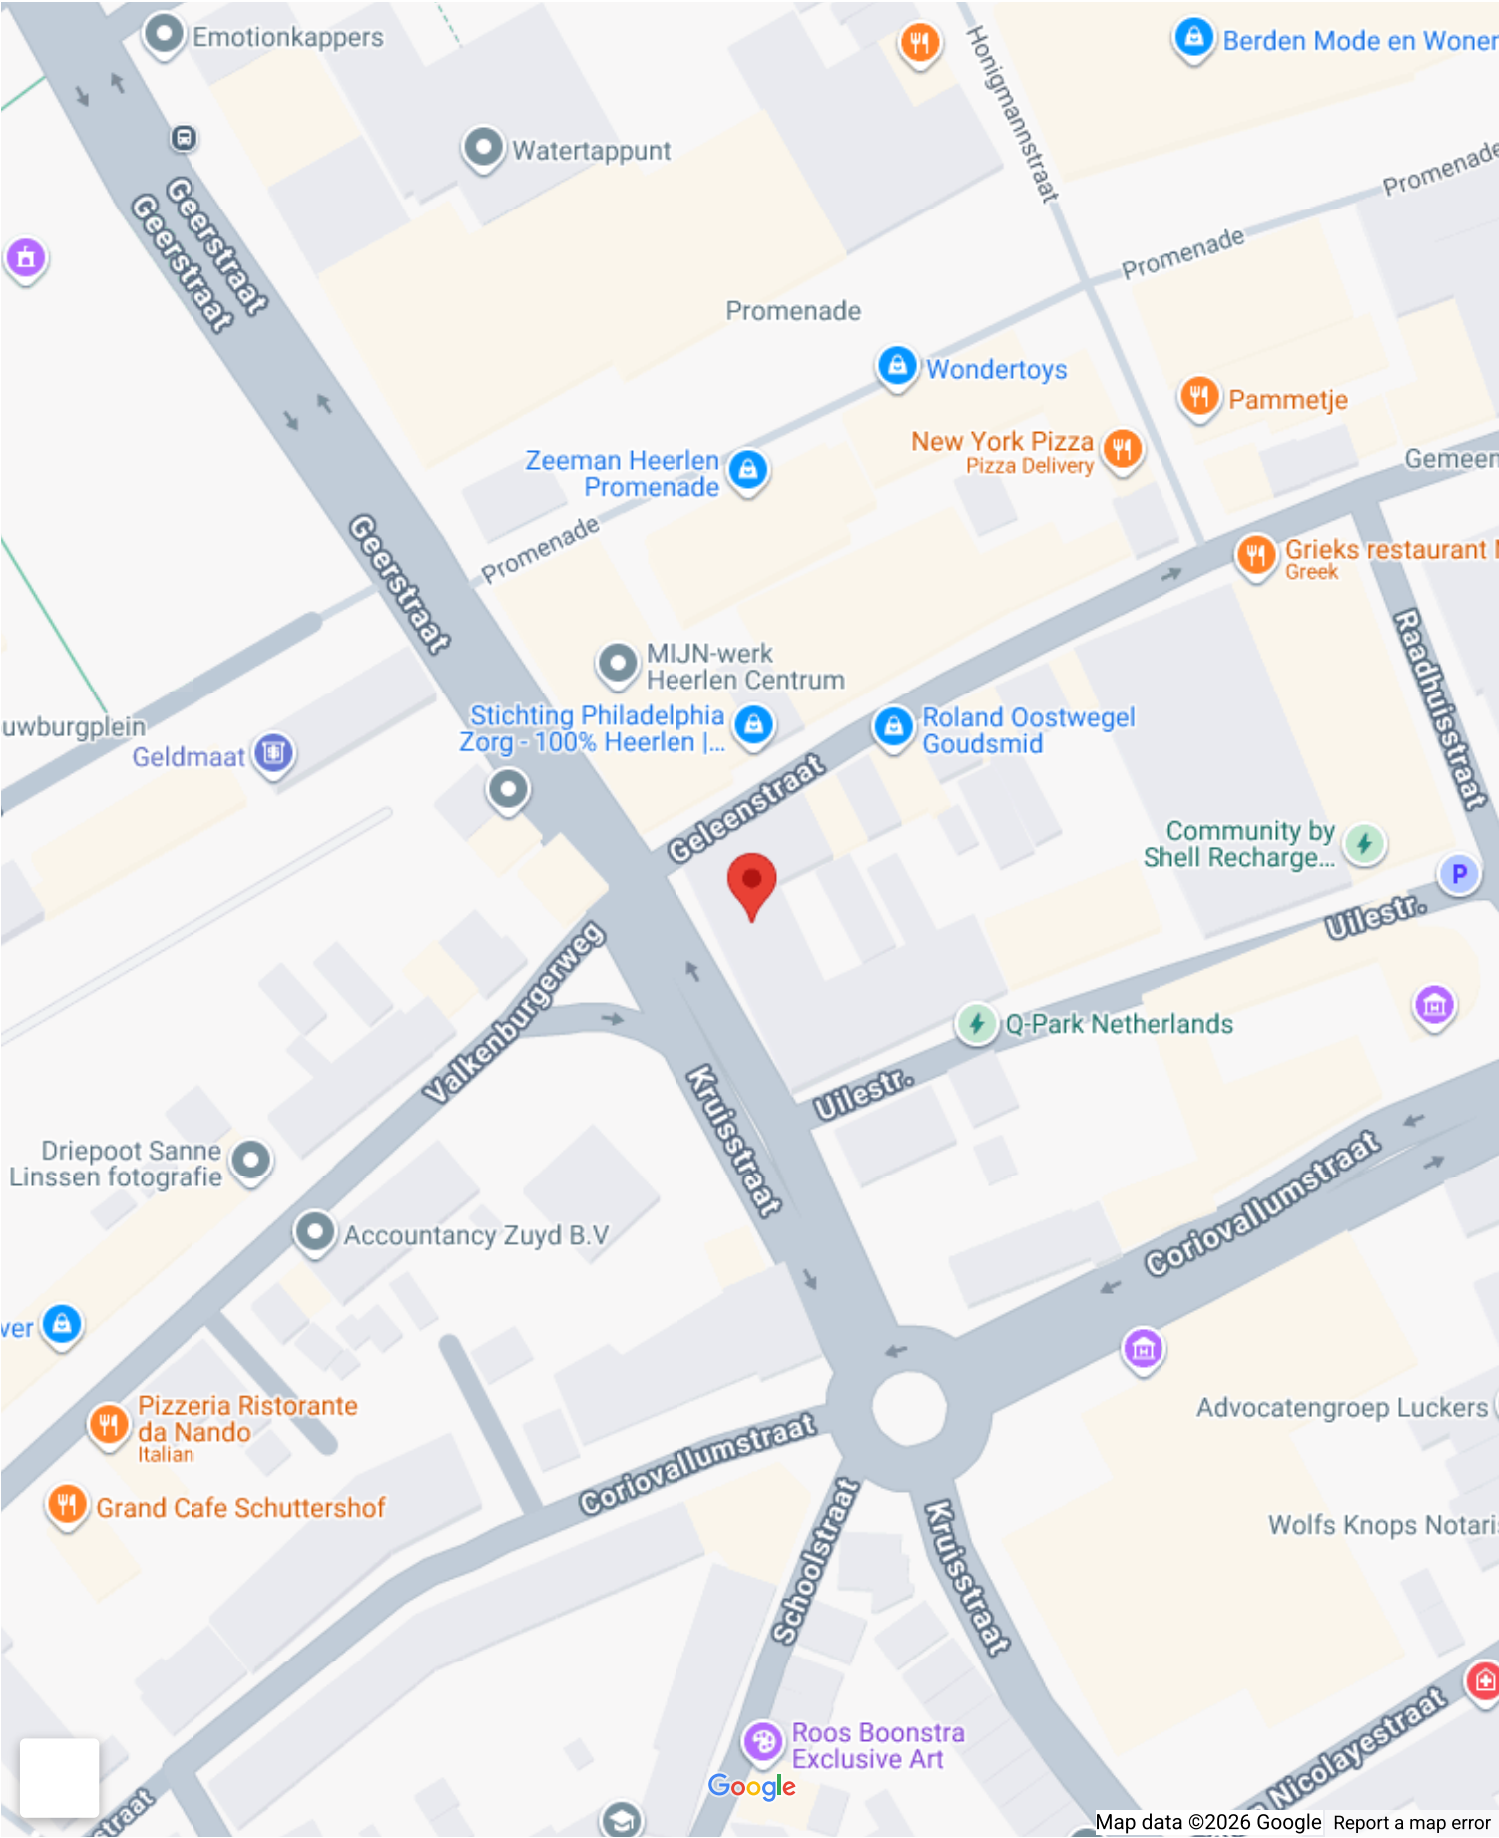 Emotionkappers
Honigmannstraat
Berden Mode en Woner
Watertappunt
Promenade
Geerstraat
Geerstraat
Promenade
Promenade
Wondertoys
Pammetje
New York Pizza
Pizza Delivery
Zeeman Heerlen
Promenade
Gemeen
Promenade
Geerstraat
Grieks restaurant
Greek
Raadhuisstraat
MIJN-werk
Heerlen Centrum
Stichting Philadelphia
Zorg - 100% Heerlen |...
Roland Oostwegel
Goudsmid
uwburgplein
Geldmaat
Geleenstraat
Community by
Shell Recharge...
P
Uilestr.
Valkenburgerweg
Q-Park Netherlands
Uilestr.
Kruisstraat
Driepoot Sanne
Linssen fotografie
Coriovallumstraat
Accountancy Zuyd B.V
ver
Pizzeria Ristorante
da Nando
Italian
Advocatengroep Luckers
Coriovallumstraat
Grand Cafe Schuttershof
Schoolstraat
Kruisstraat
Wolfs Knops Notaris
Nicolayestraat
Roos Boonstra
Exclusive Art
Google
straat
Map data ©2026 Google
Report a map error